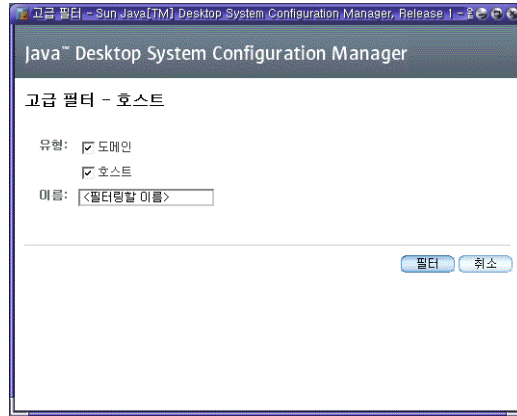 고급 필터 - Sun Java[TM] Desktop System Configuration Manager, Release 1 -
Java™ Desktop System Configuration Manager
고급 필터 - 호스트
유형: 도메인
호스트
이름: <필터링할 이름>
필터 취소